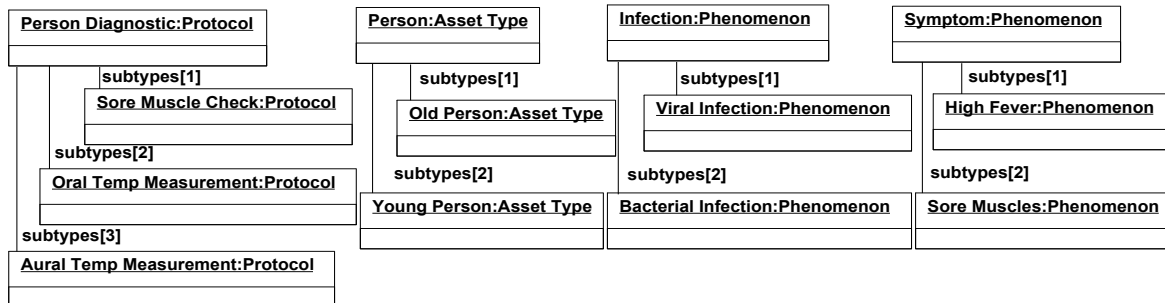 Person Diagnostic:Protocol
subtypes[1]
Sore Muscle Check:Protocol
subtypes[2]
Oral Temp Measurement:Protocol
subtypes[3]
Aural Temp Measurement:Protocol
Person:Asset Type
subtypes[1]
Old Person:Asset Type
subtypes[2]
Young Person:Asset Type
Infection:Phenomenon
subtypes[1]
Viral Infection:Phenomenon
subtypes[2]
Bacterial Infection:Phenomenon
Symptom:Phenomenon
subtypes[1]
High Fever:Phenomenon
subtypes[2]
Sore Muscles:Phenomenon